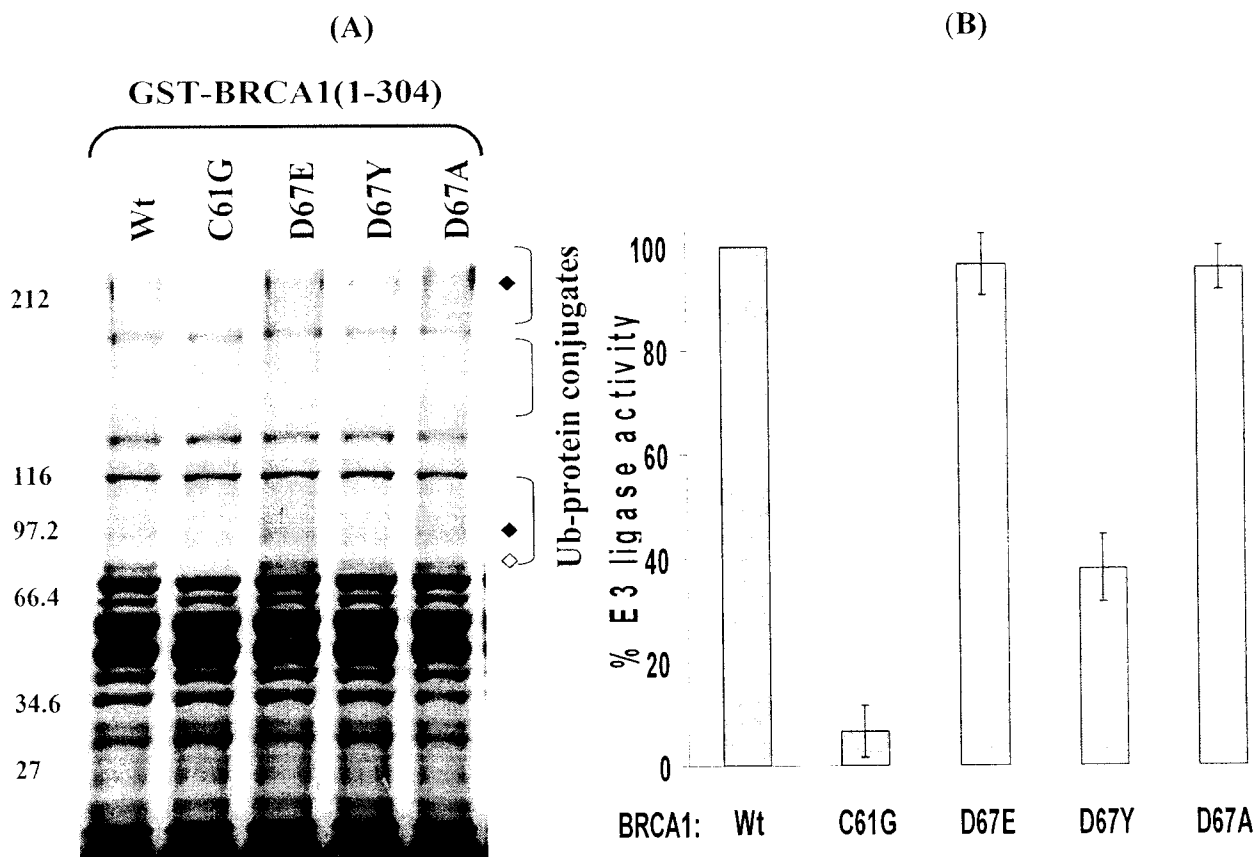 (A)
GST-BRCA1(1-304)
Wt
C61G
D67E
D67Y
D67A
212
116
97.2
66.4
34.6
27
Ub-protein conjugates
(B)
% E3 ligase activity
100
80
60
40
20
0
BRCA1: Wt C61G D67E D67Y D67A